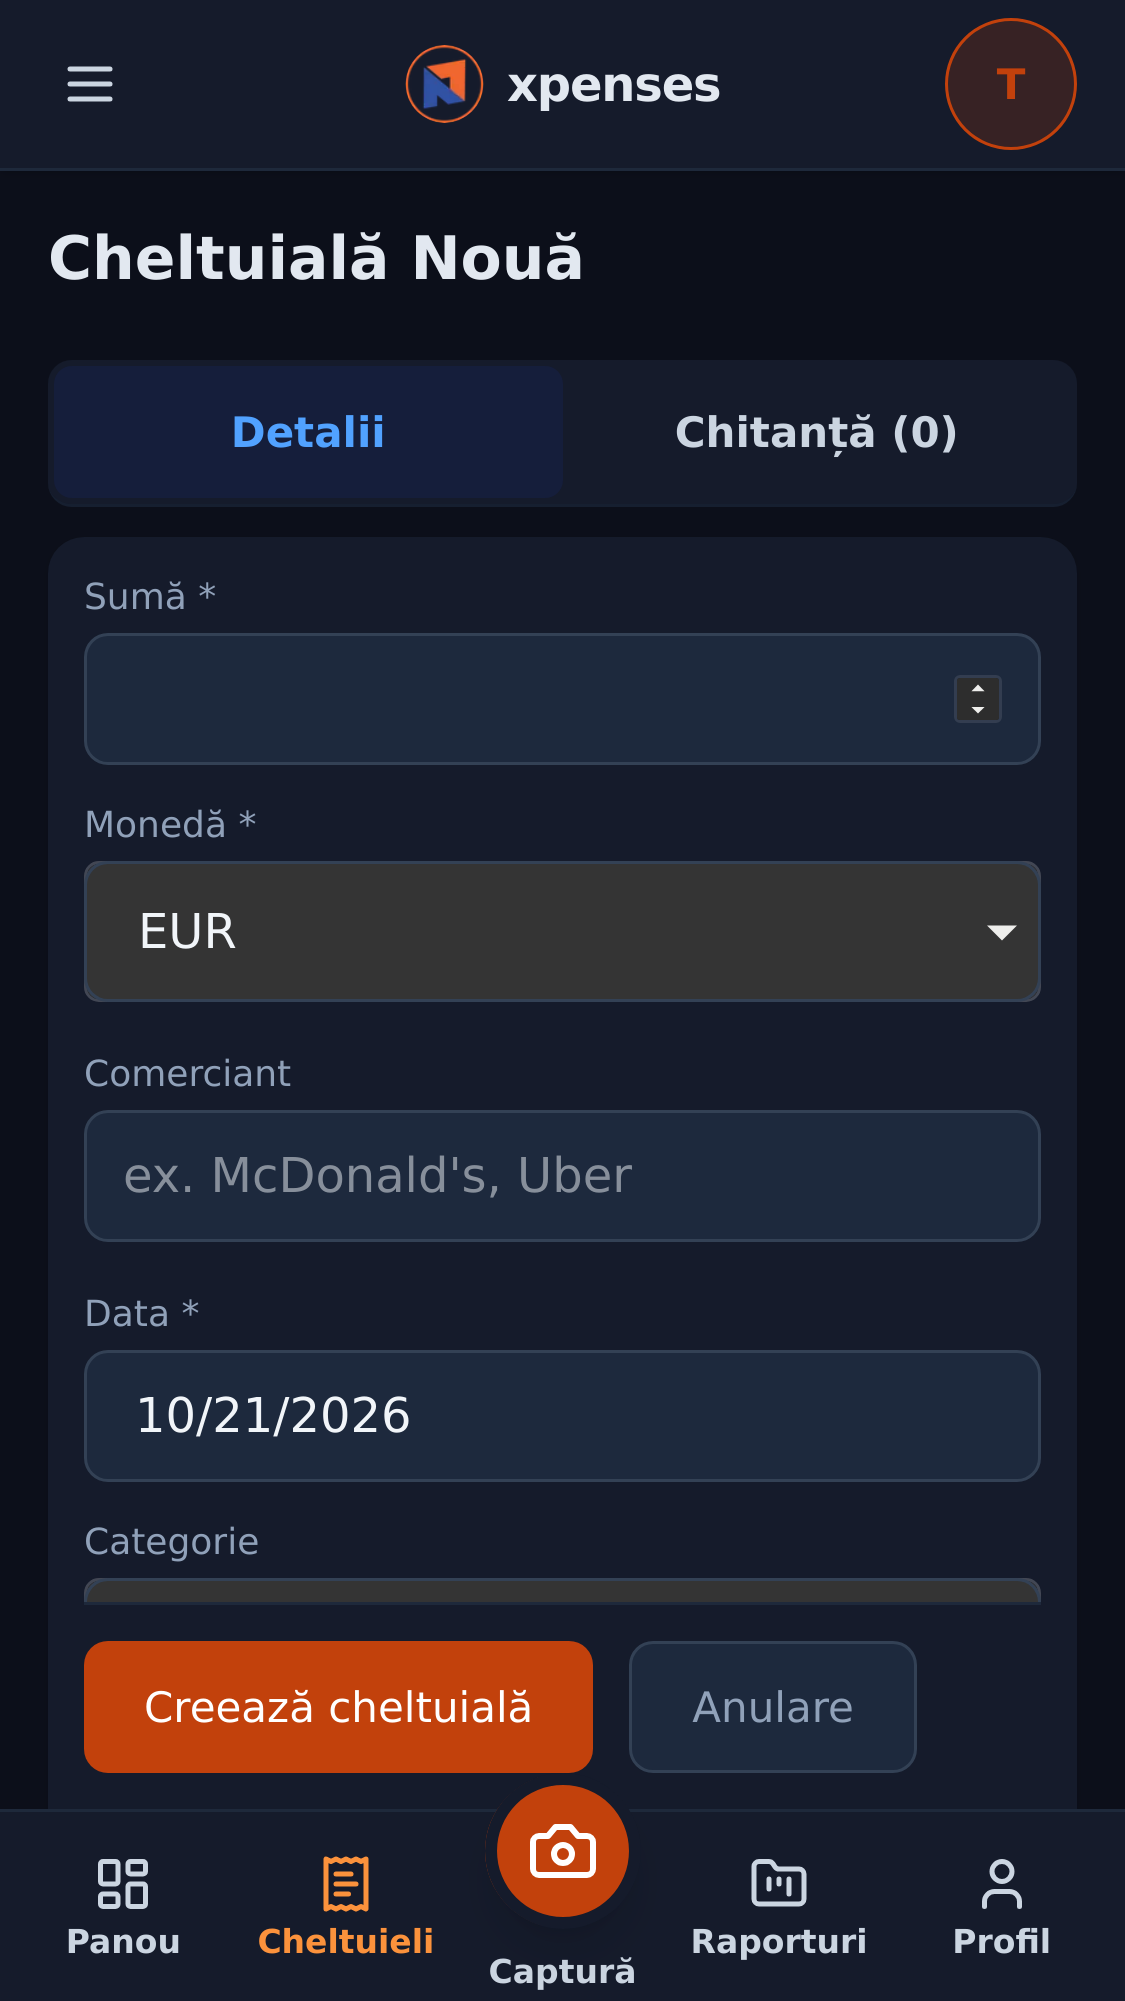 xpenses
T
Cheltuială Nouă
Detalii
Chitanță (0)
Sumă *
Monedă *
EUR
Comerciant
ex. McDonald's, Uber
Data *
10/21/2026
Categorie
Creează cheltuială
Anulare
Panou
Cheltuieli
Captură
Raporturi
Profil